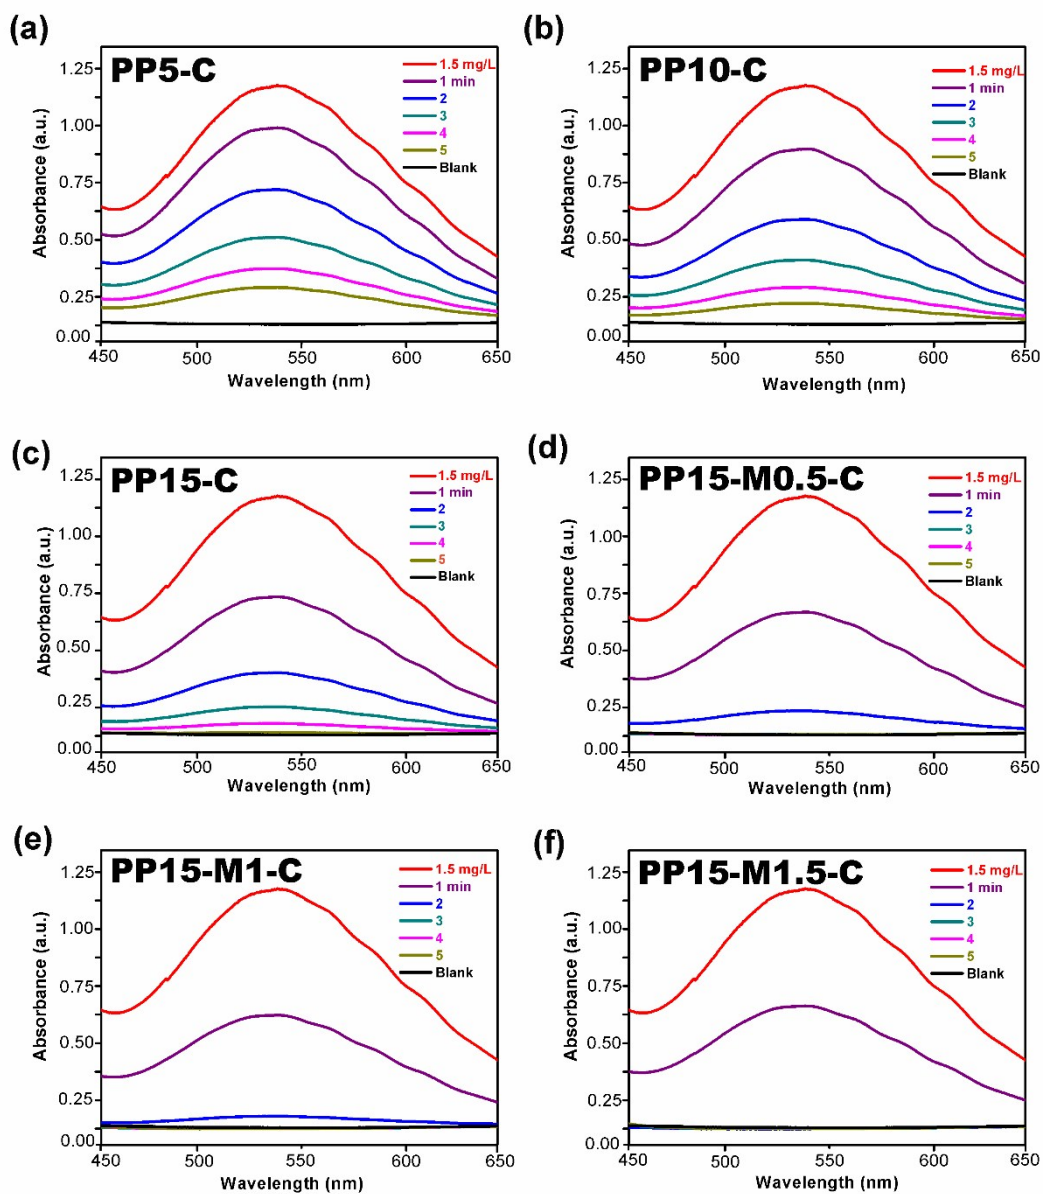 (a)
PP5-C
1.25
1.00
0.75
0.50
0.25
0.00
Absorbance (a.u.)
1.5 mg/L
1 min
2
3
4
5
Blank
450
500
550
600
650
Wavelength (nm)
(b)
PP10-C
1.25
1.00
0.75
0.50
0.25
0.00
Absorbance (a.u.)
1.5 mg/L
1 min
2
3
4
5
Blank
450
500
550
600
650
Wavelength (nm)
(c)
PP15-C
1.25
1.00
0.75
0.50
0.25
0.00
Absorbance (a.u.)
1.5 mg/L
1 min
2
3
4
5
Blank
450
500
550
600
650
Wavelength (nm)
(d)
PP15-M0.5-C
1.25
1.00
0.75
0.50
0.25
0.00
Absorbance (a.u.)
1.5 mg/L
1 min
2
3
4
5
Blank
450
500
550
600
650
Wavelength (nm)
(e)
PP15-M1-C
1.25
1.00
0.75
0.50
0.25
0.00
Absorbance (a.u.)
1.5 mg/L
1 min
2
3
4
5
Blank
450
500
550
600
650
Wavelength (nm)
(f)
PP15-M1.5-C
1.25
1.00
0.75
0.50
0.25
0.00
Absorbance (a.u.)
1.5 mg/L
1 min
2
3
4
5
Blank
450
500
550
600
650
Wavelength (nm)